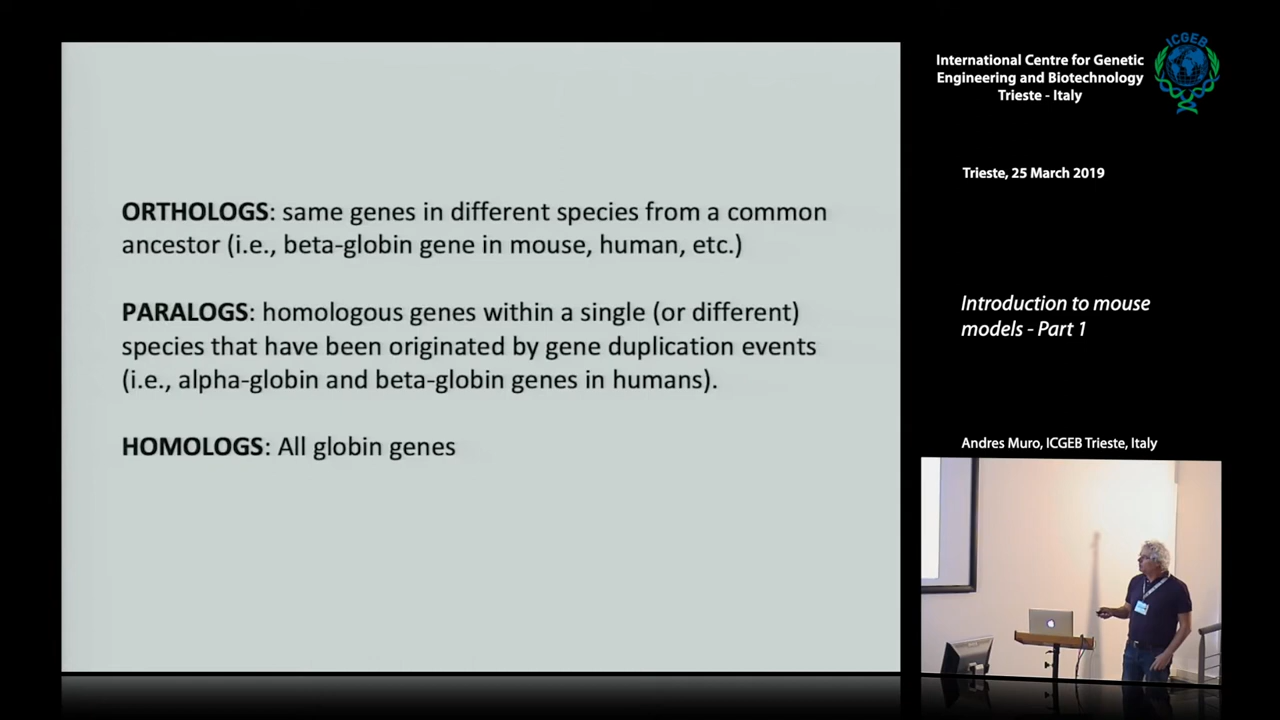 ORTHOLOGS: same genes in different species from a common
ancestor (i.e., beta-globin gene in mouse, human, etc.)
PARALOGS: homologous genes within a single (or different)
species that have been originated by gene duplication events
(i.e., alpha-globin and beta-globin genes in humans).
HOMOLOGS: All globin genes
International Centre for Genetic
Engineering and Biotechnology
Trieste - Italy
ICGEB
Trieste, 25 March 2019
Introduction to mouse
models - Part 1
Andres Muro, ICGEB Trieste, Italy